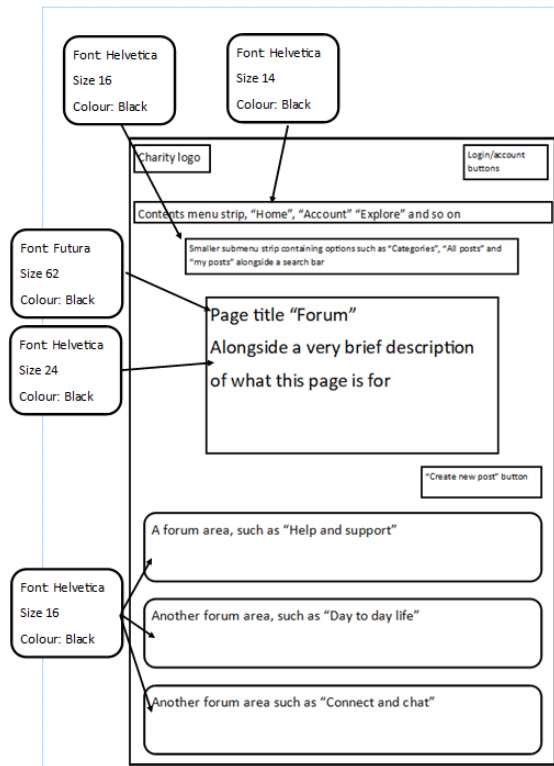 Font: Helvetica
Size 16
Colour: Black
Font: Helvetica
Size 14
Colour: Black
Charity logo
Login/account
buttons
Contents menu strip, “Home”, “Account” “Explore” and so on
Smaller submenu strip containing options such as “Categories”, “All posts” and
“my posts” alongside a search bar
Font: Futura
Size 62
Colour: Black
Page title “Forum”
Alongside a very brief description
of what this page is for
Font: Helvetica
Size 24
Colour: Black
“Create new post” button
A forum area, such as “Help and support”
Font: Helvetica
Size 16
Colour: Black
Another forum area, such as “Day to day life”
Another forum area such as “Connect and chat”